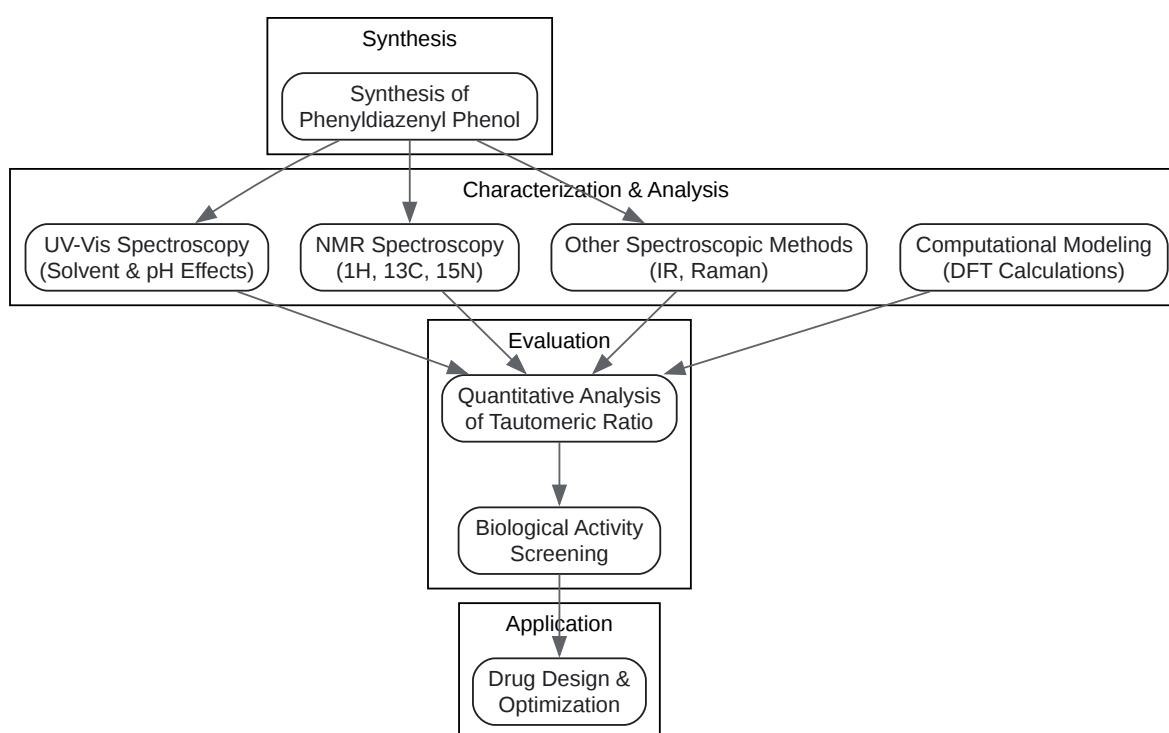 Synthesis
Synthesis of
Phenyldiazenyl Phenol
Characterization & Analysis
UV-Vis Spectroscopy
(Solvent & pH Effects)
NMR Spectroscopy
(1H, 13C, 15N)
Other Spectroscopic Methods
(IR, Raman)
Computational Modeling
(DFT Calculations)
Evaluation
Quantitative Analysis
of Tautomeric Ratio
Biological Activity
Screening
Application
Drug Design &
Optimization